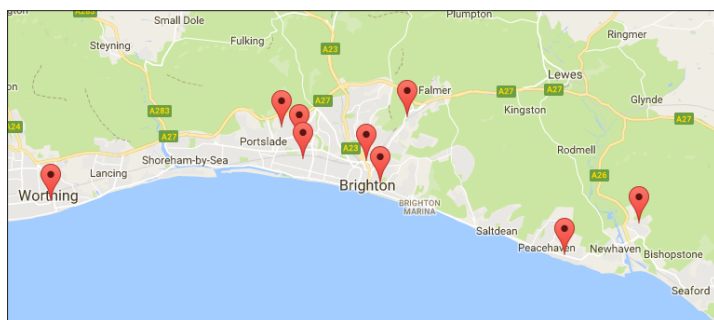 A283
Small Dole
Plumpton
Ringmer
Steyning
Fulking
A23
Lewes
A27
Falmer
A27
A27
Glynde
A283
Kingston
A27
A24
A27
Portslade
A23
Rodmell
Shoreham-by-Sea
Lancing
A26
Worthing
Brighton
BRIGHTON
MARINA
Saltdean
Peacehaven
Newhaven
Bishopstone
Seaford